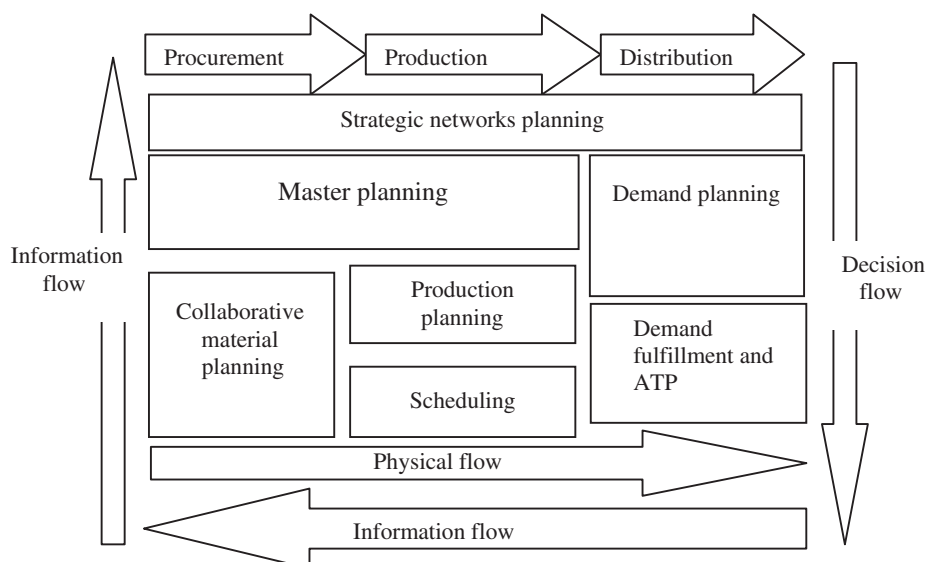 Procurement
Production
Distribution
Strategic networks planning
Master planning
Demand planning
Information
flow
Decision
flow
Collaborative
material
planning
Production
planning
Demand
fulfillment and
ATP
Scheduling
Physical flow
Information flow